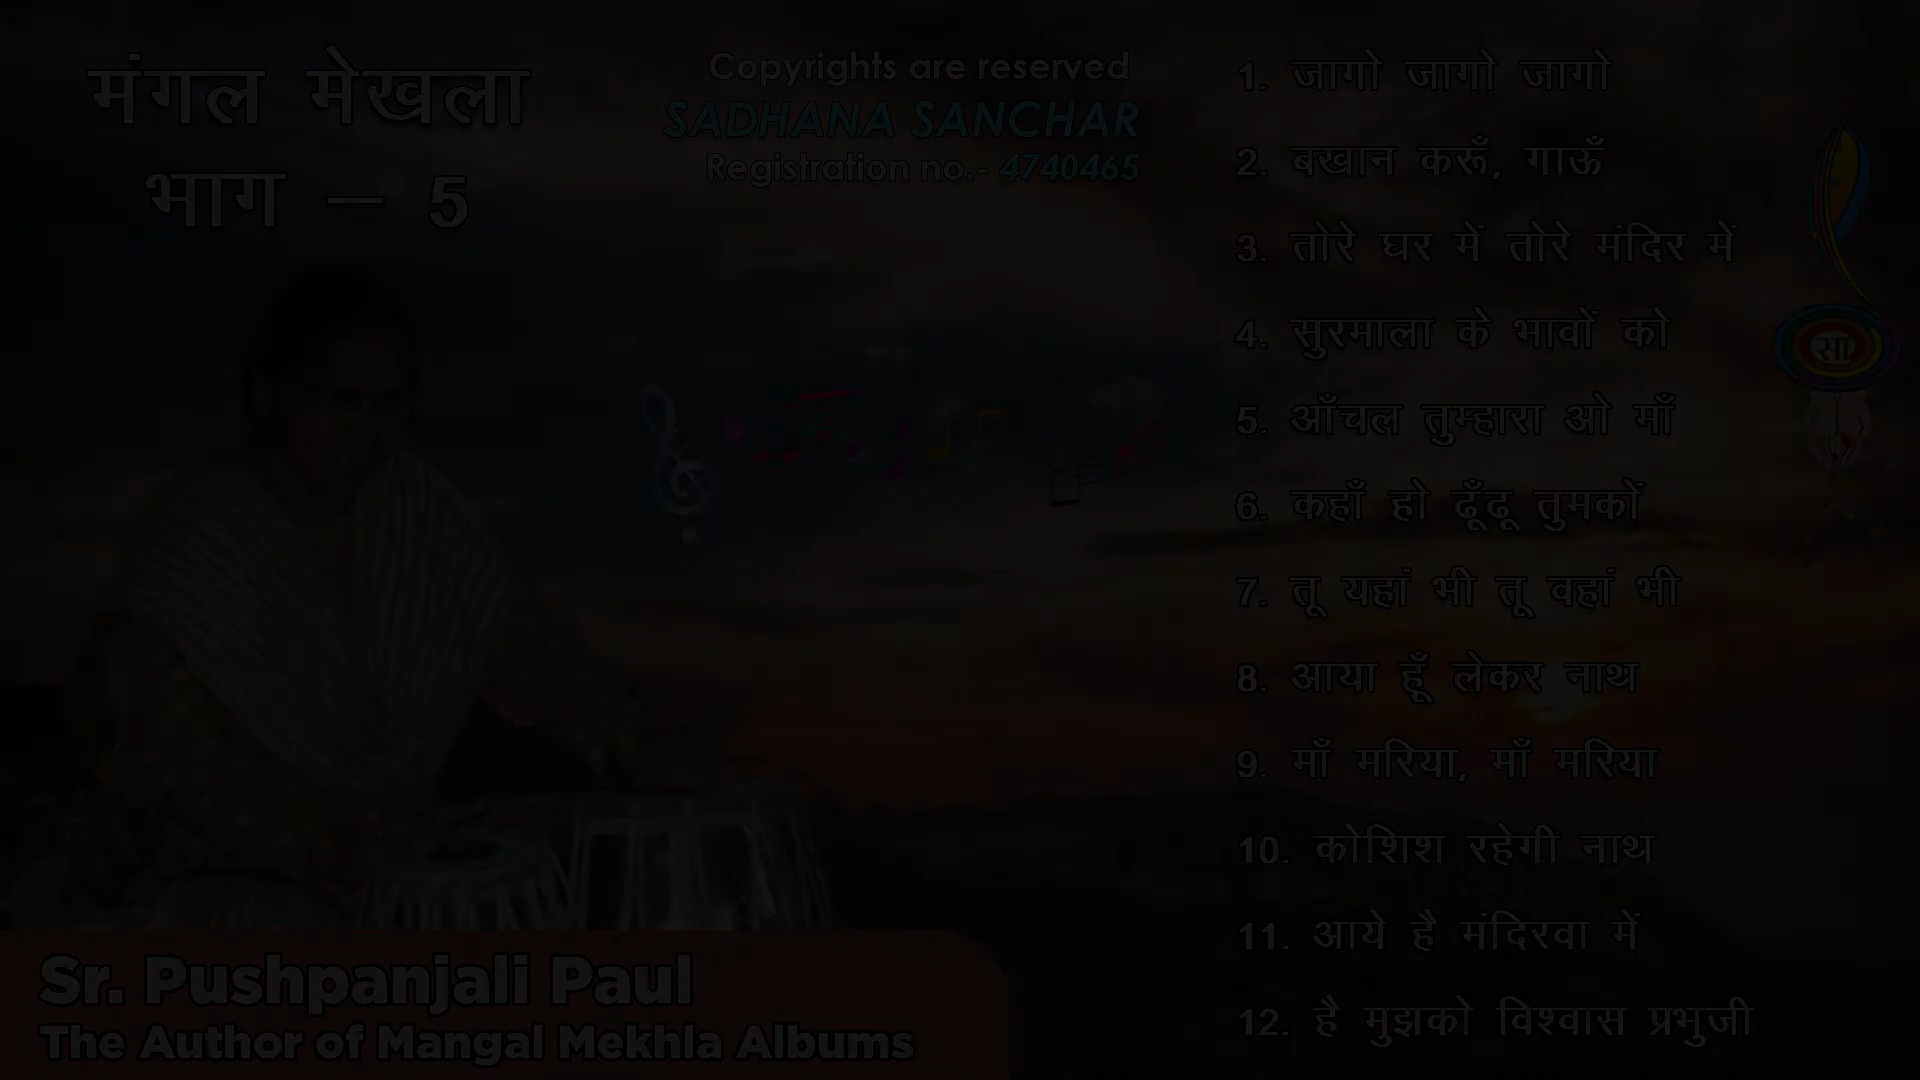 मंगल मेखला
भाग – 5
Copyrights are reserved
SADHANA SANCHAR
Registration no.- 4740465
1. जागो जागो जागो
2. बखान करूँ, गाऊँ
3. तोरे घर में तोरे मंदिर में
4. सुरमाला के भावों को
5. आँचल तुम्हारा ओ माँ
6. कहाँ हो ढूँढू तुमकों
7. तू यहां भी तू वहां भी
8. आया हूँ लेकर नाथ
9. माँ मरिया, माँ मरिया
10. कोशिश रहेगी नाथ
11. आये है मंदिरवा में
12. है मुझको विश्वास प्रभुजी
सा
Sr. Pushpanjali Paul
The Author of Mangal Mekhla Albums